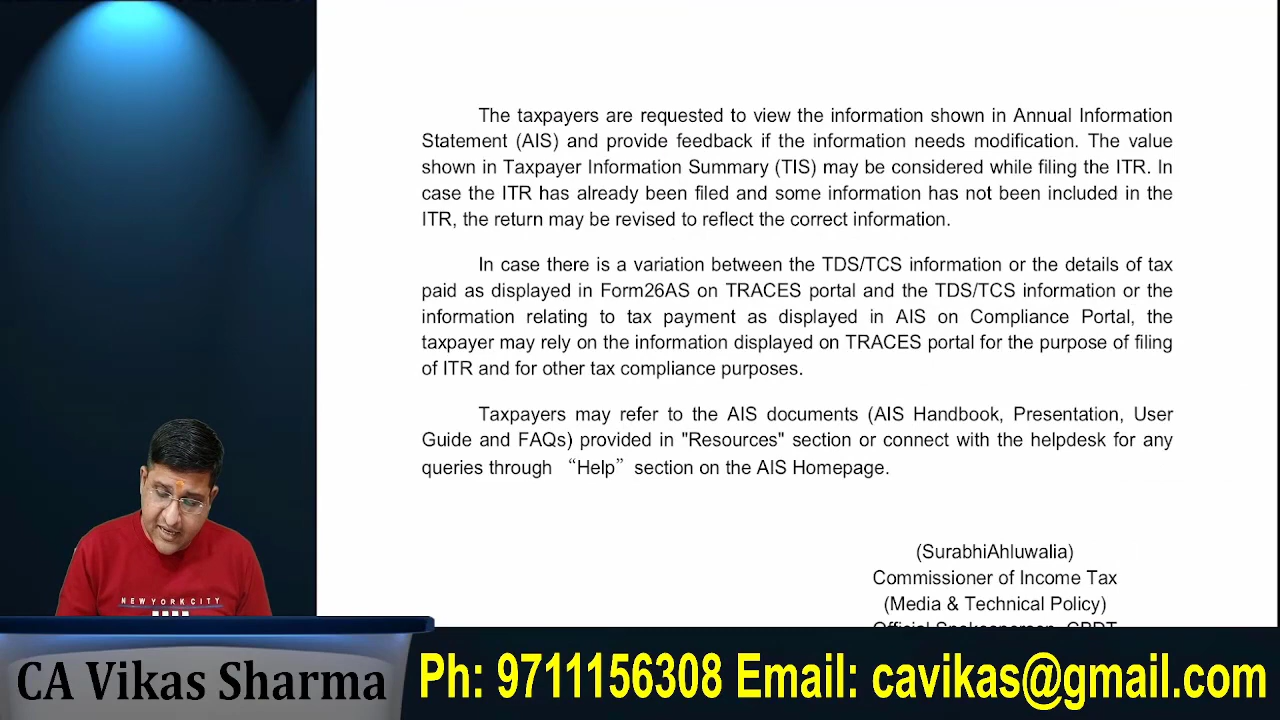 The taxpayers are requested to view the information shown in Annual Information
Statement (AIS) and provide feedback if the information needs modification. The value
shown in Taxpayer Information Summary (TIS) may be considered while filing the ITR. In
case the ITR has already been filed and some information has not been included in the
ITR, the return may be revised to reflect the correct information.
In case there is a variation between the TDS/TCS information or the details of tax
paid as displayed in Form26AS on TRACES portal and the TDS/TCS information or the
information relating to tax payment as displayed in AIS on Compliance Portal, the
taxpayer may rely on the information displayed on TRACES portal for the purpose of filing
of ITR and for other tax compliance purposes.
Taxpayers may refer to the AIS documents (AIS Handbook, Presentation, User
Guide and FAQs) provided in "Resources" section or connect with the helpdesk for any
queries through “Help” section on the AIS Homepage.
(SurabhiAhluwalia)
Commissioner of Income Tax
(Media & Technical Policy)
Official Spokesperson, CBDT
NEWYORKCITY
CA Vikas Sharma
Ph: 9711156308 Email: cavikas@gmail.com